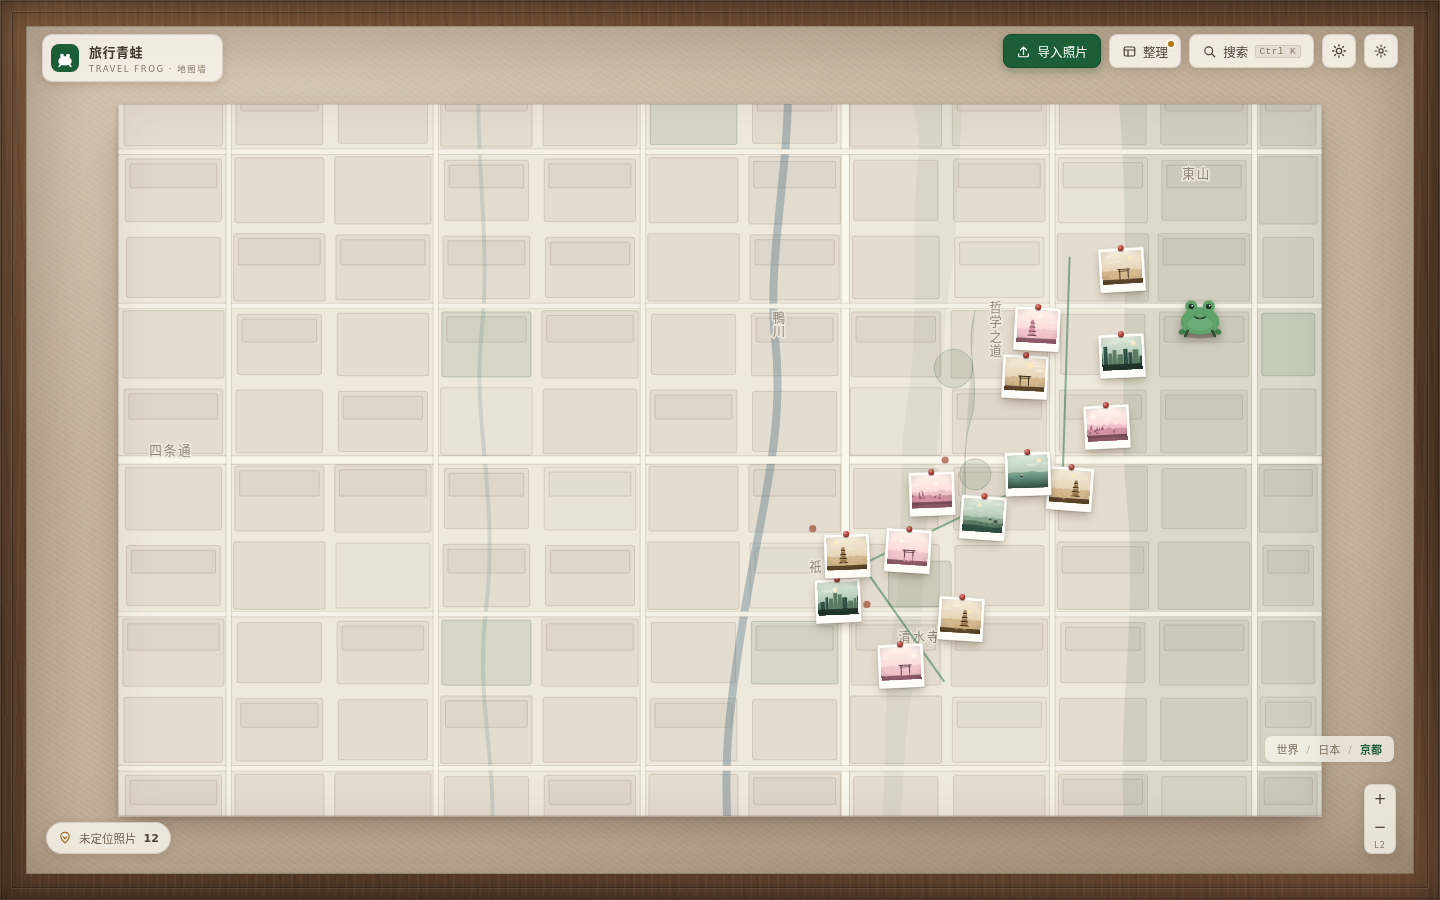 旅行青蛙
TRAVEL FROG · 地图墙
导入照片
整理
搜索 Ctrl K
東山
鴨川
哲学之道
四条通
祇
清水寺
世界 / 日本 / 京都
+
−
L2
未定位照片 12